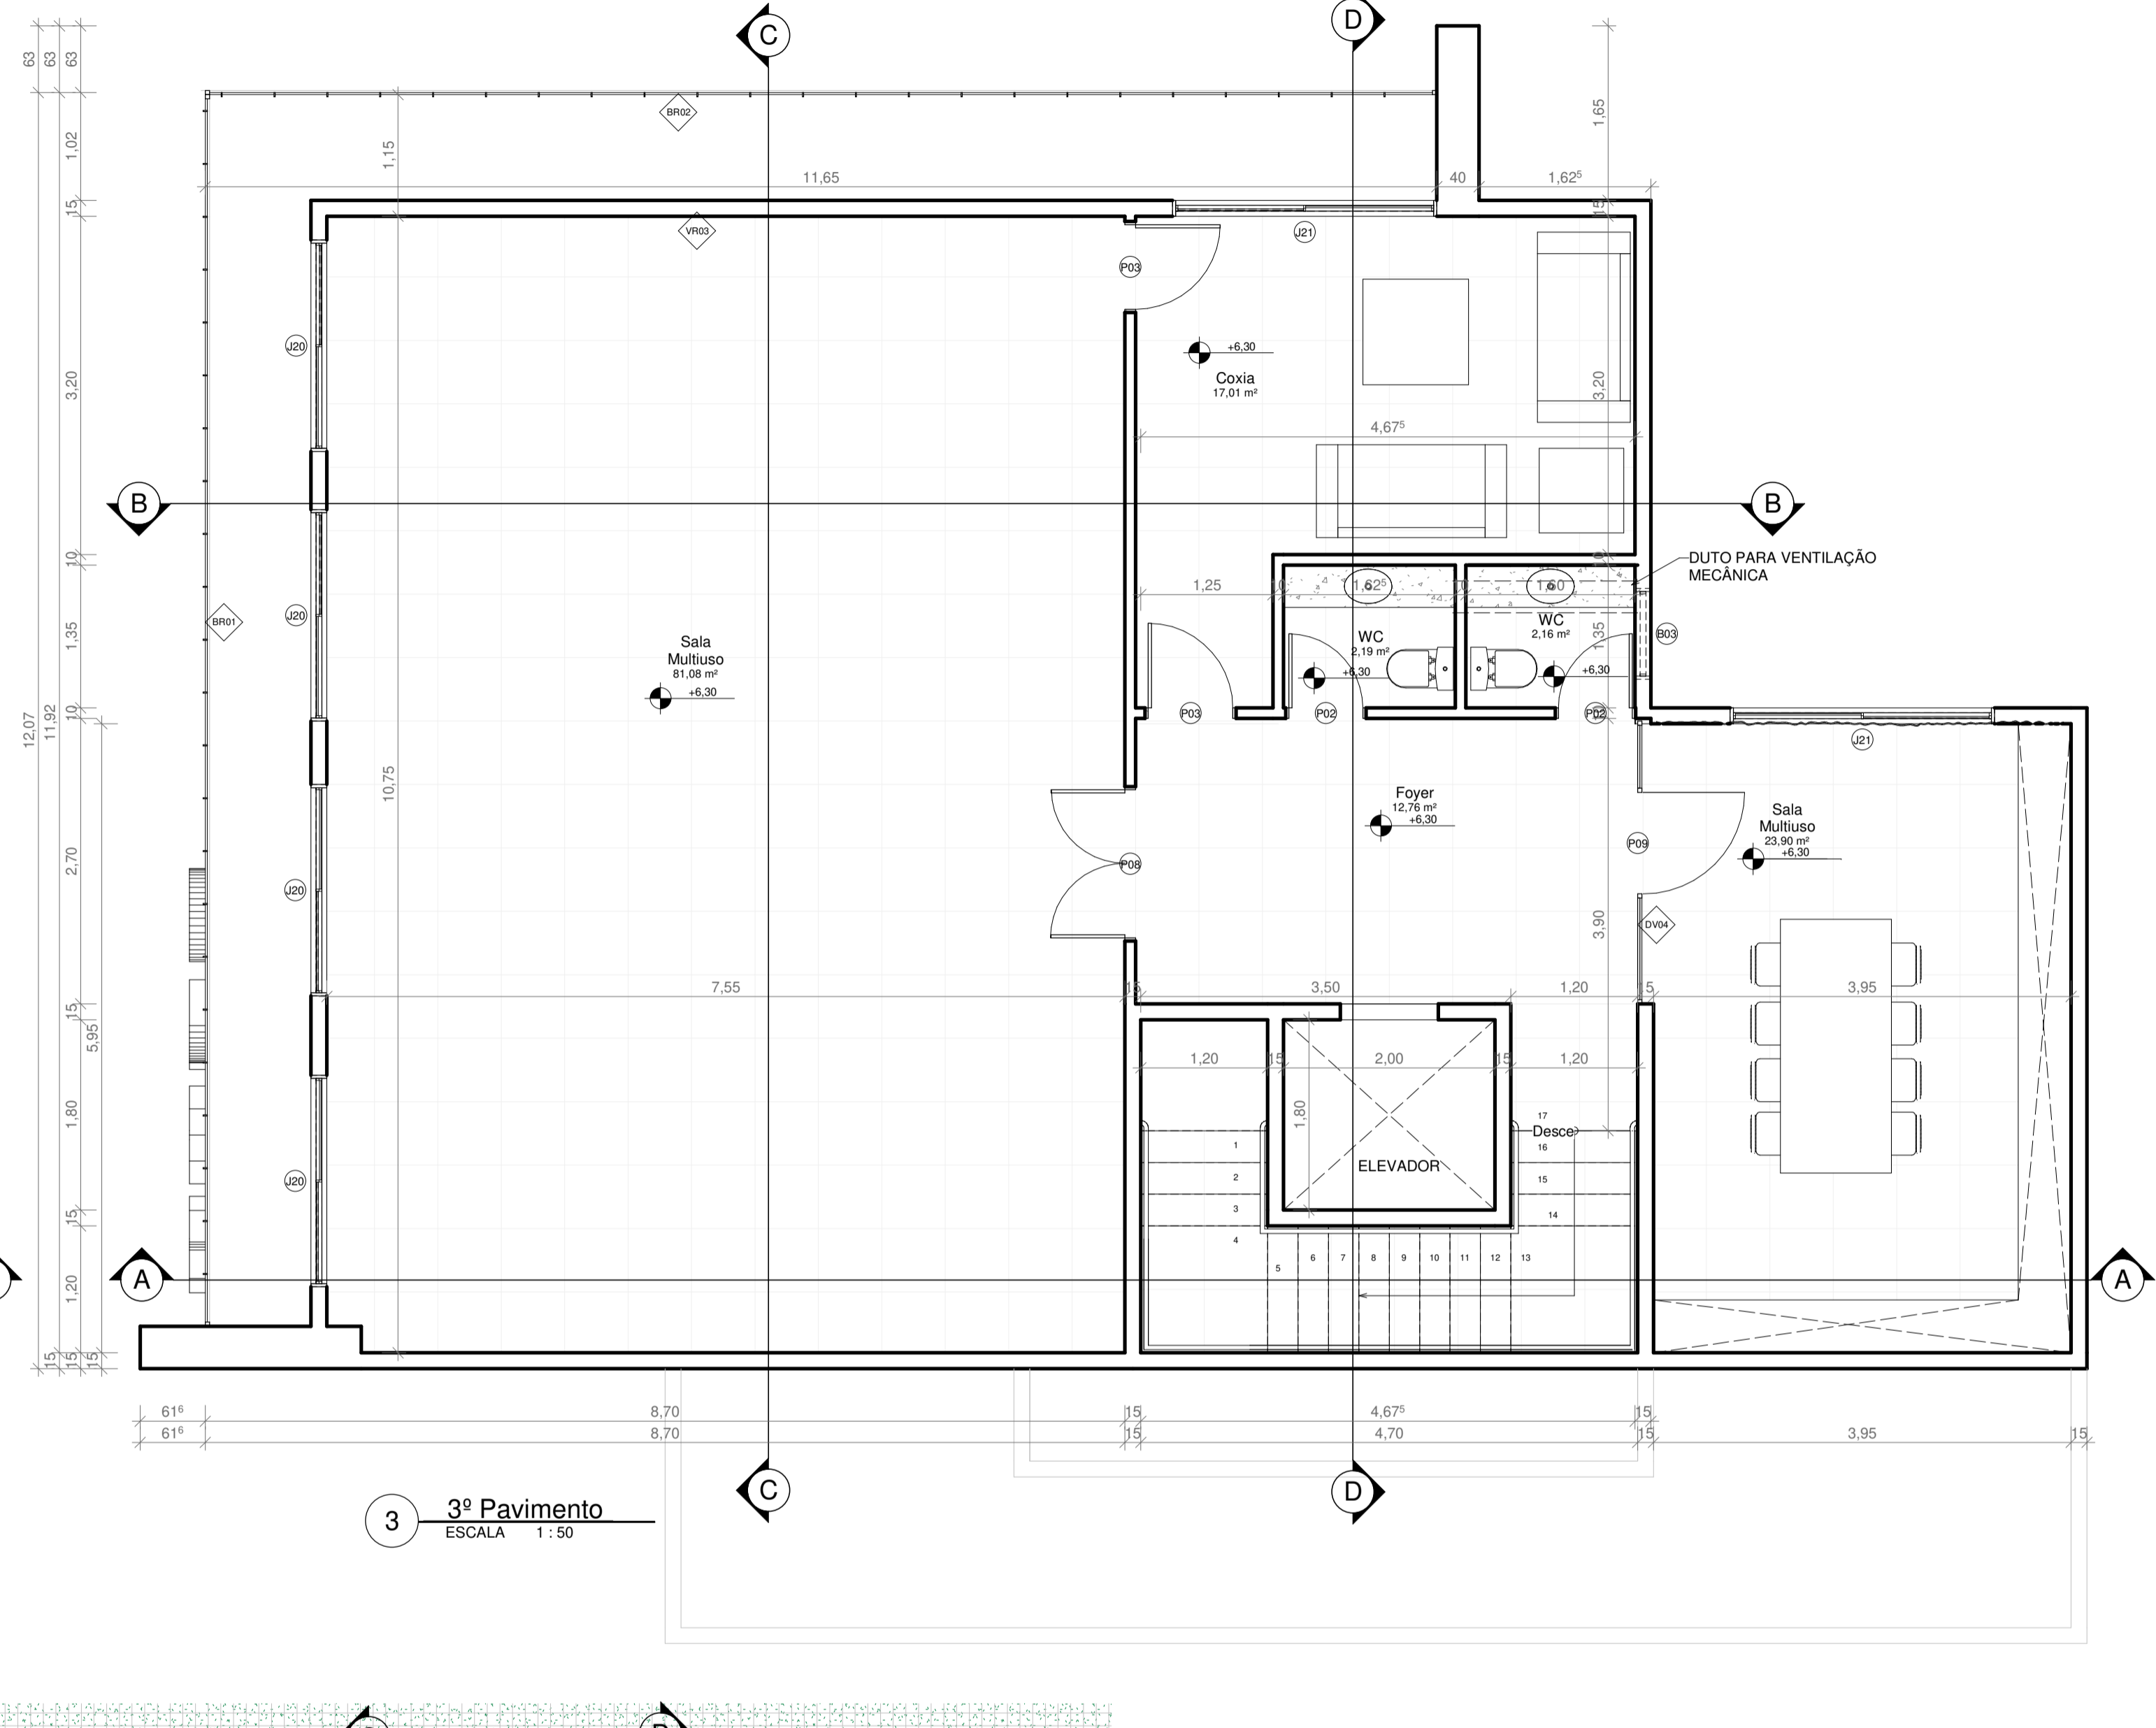 C
D
63
63
63
1,02
1,15
BR02
1,65
11,65
40
1,62⁵
15
15
VR03
J21
P03
J20
3,20
+6,30
Coxia
17,01 m²
3,20
4,67⁵
B
B
10
10
DUTO PARA VENTILAÇÃO
MECÂNICA
1,25
10
1,62⁵
10
1,60
J20
BR01
1,35
WC
2,19 m²
+6,30
WC
2,16 m²
+6,30
1,35
B03
Sala
Multiuso
81,08 m²
+6,30
12,07
11,92
10
P03
P02
P02
J21
10,75
Foyer
12,76 m²
+6,30
Sala
Multiuso
23,90 m²
+6,30
P09
P08
2,70
J20
3,90
DV04
7,55
15
3,50
1,20
15
3,95
15
5,95
1,20
15
2,00
15
1,20
1,80
1,80
17
Desce
16
15
14
1
2
3
4
ELEVADOR
J20
15
5
6
7
8
9
10
11
12
13
A
A
1,20
15
15
15
61⁶
8,70
15
4,67⁵
15
61⁶
8,70
15
4,70
15
3,95
15
C
D
3
3º Pavimento
ESCALA 1 : 50